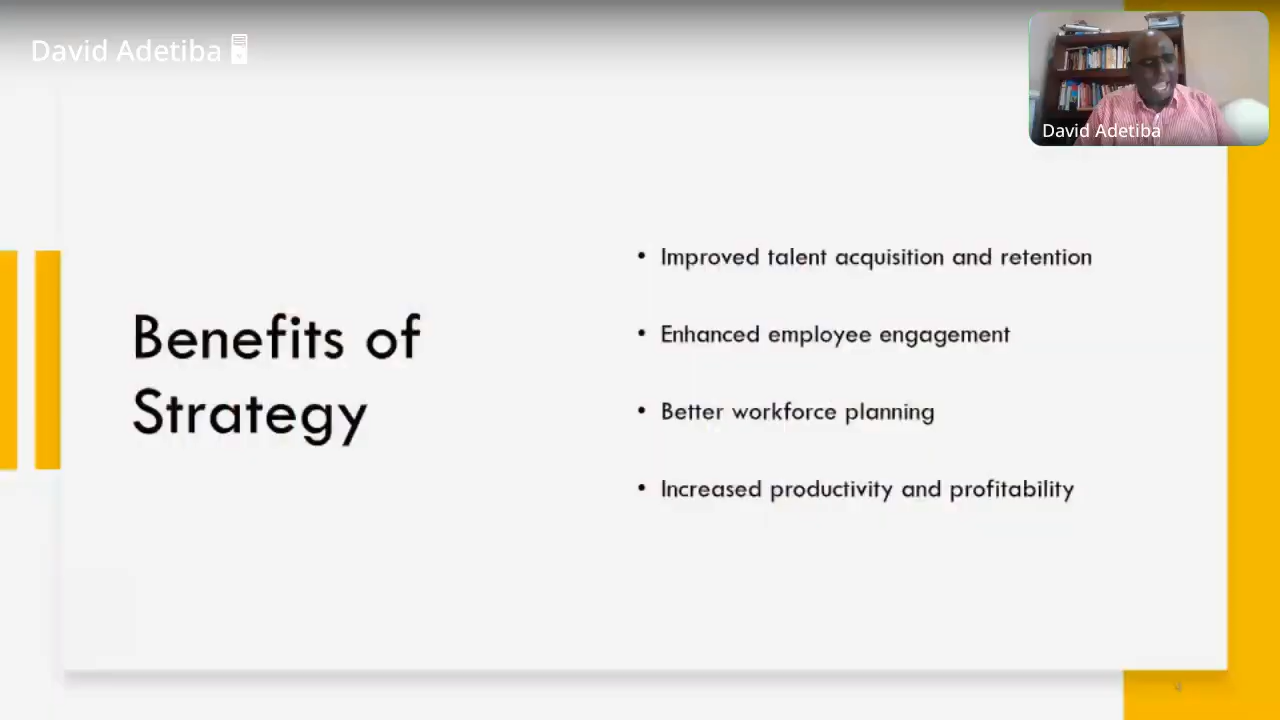 David Adetiba
David Adetiba
Benefits of
Strategy
• Improved talent acquisition and retention
• Enhanced employee engagement
• Better workforce planning
• Increased productivity and profitability